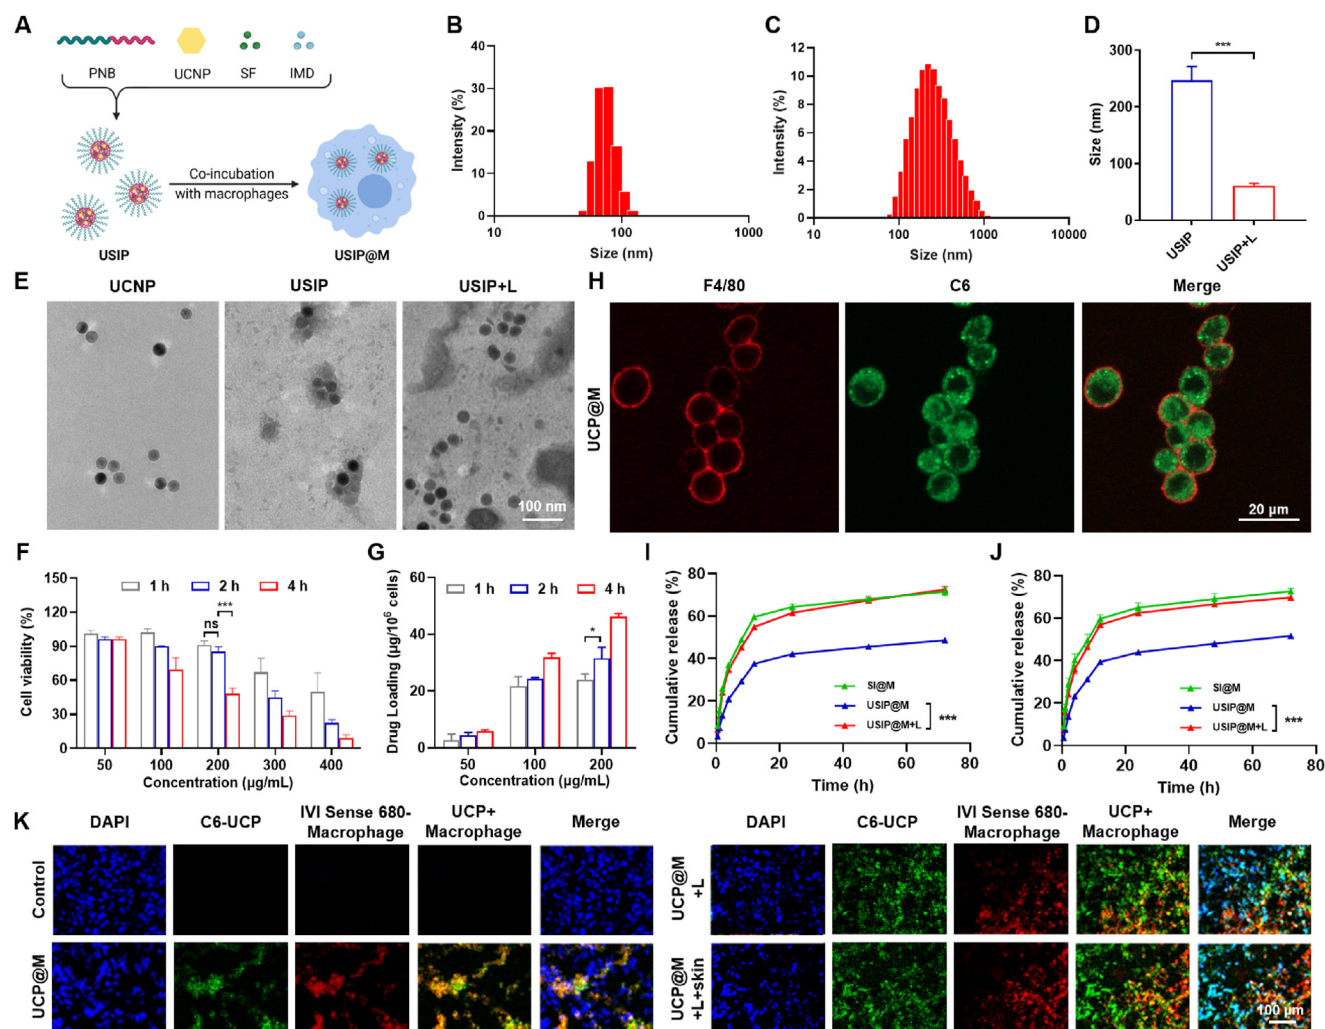 A
PNB
UCNP
SF
IMD
Co-incubation
with macrophages
USIP
USIP@M
B
Intensity (%)
40
30
20
10
0
10
100
1000
Size (nm)
C
Intensity (%)
12
10
8
6
4
2
0
10
100
1000
10000
Size (nm)
D
Size (nm)
300
200
100
0
***
USIP
USIP+L
E
UCNP
USIP
USIP+L
100 nm
H
F4/80
C6
Merge
UCP@M
20 μm
F
Cell viability (%)
150
120
90
60
30
0
1 h
2 h
4 h
ns
***
50
100
200
300
400
Concentration (μg/mL)
G
Drug Loading (μg/10⁶ cells)
60
40
20
0
1 h
2 h
4 h
*
50
100
200
Concentration (μg/mL)
I
Cumulative release (%)
80
60
40
20
0
SI@M
USIP@M
USIP@M+L
***
0
20
40
60
80
Time (h)
J
Cumulative release (%)
80
60
40
20
0
SI@M
USIP@M
USIP@M+L
***
0
20
40
60
80
Time (h)
K
DAPI
C6-UCP
IVI Sense 680-
Macrophage
UCP+
Macrophage
Merge
Control
UCP@M
DAPI
C6-UCP
IVI Sense 680-
Macrophage
UCP+
Macrophage
Merge
UCP@M
+L
UCP@M
+L+skin
100 μm